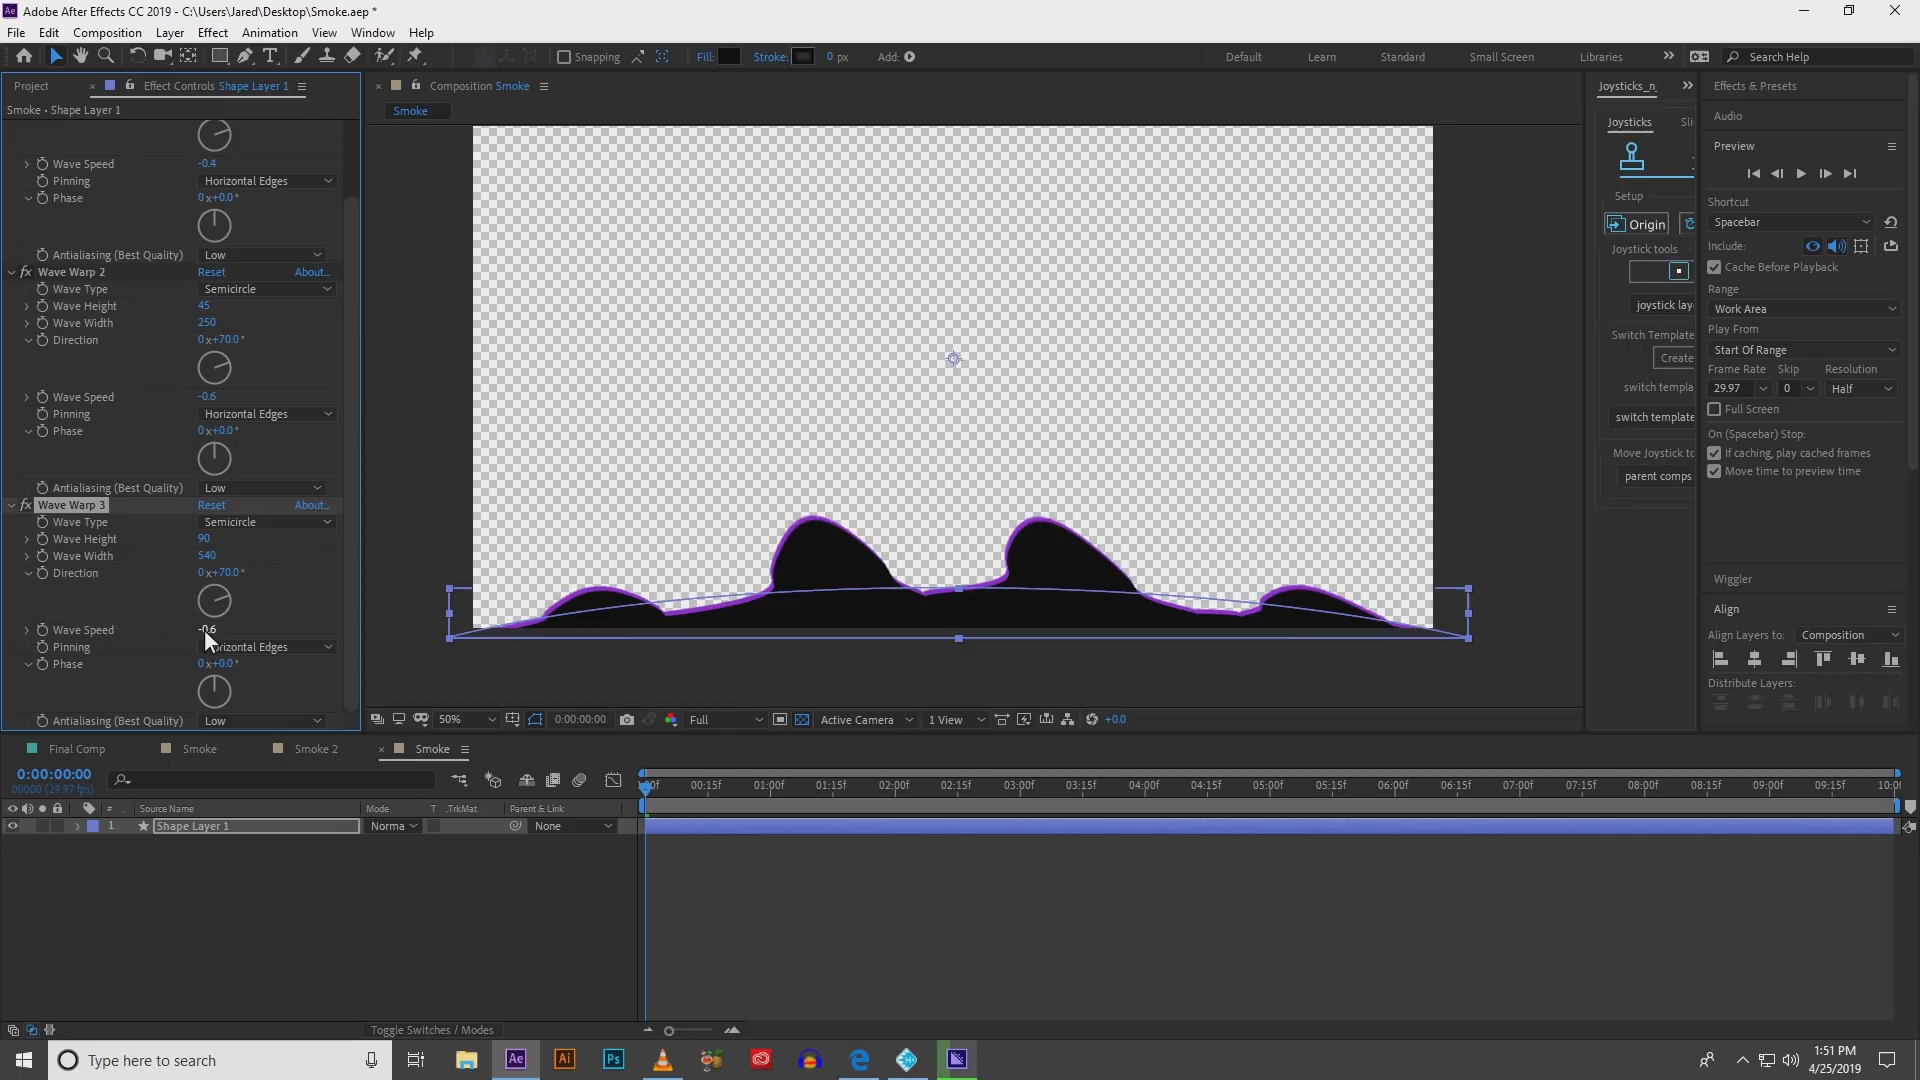 Adobe After Effects CC 2019 - C:\Users\Jared\Desktop\Smoke.aep *
File Edit Composition Layer Effect Animation View Window Help
Snapping Fill: Stroke: 0 px Add: Default Learn Standard Small Screen Libraries Search Help
Project Effect Controls Shape Layer 1 Composition Smoke Joysticks_n Effects & Presets
Smoke • Shape Layer 1
Smoke
Wave Speed -0.4
Pinning Horizontal Edges
Phase 0x+0.0°
Antialiasing (Best Quality) Low
fx Wave Warp 2 Reset About...
Wave Type Semicircle
Wave Height 45
Wave Width 250
Direction 0x+70.0°
Wave Speed -0.6
Pinning Horizontal Edges
Phase 0x+0.0°
Antialiasing (Best Quality) Low
fx Wave Warp 3 Reset About...
Wave Type Semicircle
Wave Height 90
Wave Width 540
Direction 0x+70.0°
Wave Speed -0.6
Pinning
Phase 0x+0.0°
Antialiasing (Best Quality) Low
50% 0:00:00:00 Full Active Camera 1 View +0.0
Joysticks Sli
Setup
Origin
Joystick tools
joystick lay
Switch Template
Create
switch templa
switch template
Move Joystick to
parent comps
Audio
Preview
Shortcut
Spacebar
Include:
Cache Before Playback
Range
Work Area
Play From
Start Of Range
Frame Rate Skip Resolution
29.97 0 Half
Full Screen
On (Spacebar) Stop:
If caching, play cached frames
Move time to preview time
Wiggler
Align
Align Layers to: Composition
Distribute Layers:
Final Comp Smoke Smoke 2 Smoke
0:00:00:00
00000 (29.97 fps)
00:15f 01:00f 01:15f 02:00f 02:15f 03:00f 03:15f 04:00f 04:15f 05:00f 05:15f 06:00f 06:15f 07:00f 07:15f 08:00f 08:15f 09:00f 09:15f 10:0
# Source Name Mode T .TrkMat Parent & Link
1 Shape Layer 1 Norma None
Toggle Switches / Modes
Type here to search Ae Ai Ps
1:51 PM
4/25/2019